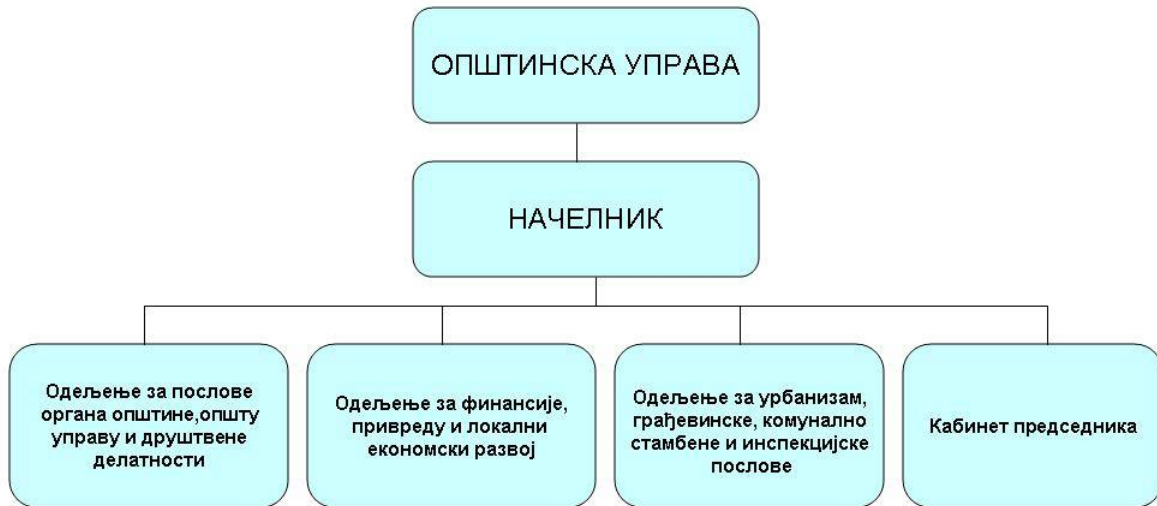 ОПШТИНСКА УПРАВА
НАЧЕЛНИК
Одељење за послове
органа општине,општу
управу и друштвене
делатности
Одељење за финансије,
привреду и локални
економски развој
Одељење за урбанизам,
грађевинске, комунално
стамбене и инспекцијске
послове
Кабинет председника